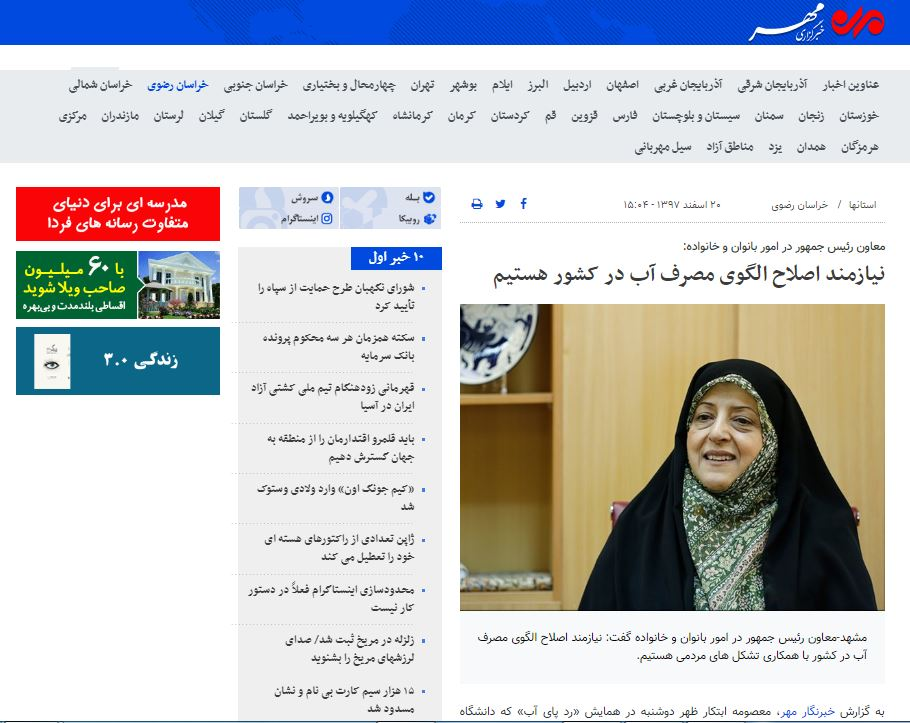 مهر
خبرگزاری
عناوین اخبار آذربایجان شرقی آذربایجان غربی اصفهان اردبیل البرز ایلام بوشهر تهران چهارمحال و بختیاری خراسان جنوبی خراسان رضوی خراسان شمالی
خوزستان زنجان سمنان سیستان و بلوچستان فارس قزوین قم کردستان کرمان کرمانشاه کهگیلویه و بویراحمد گلستان گیلان لرستان مازندران مرکزی
هرمزگان همدان یزد مناطق آزاد سیل مهربانی
استانها / خراسان رضوی
۲۰ اسفند ۱۳۹۷ - ۱۵:۰۴
معاون رئیس جمهور در امور بانوان و خانواده:
نیازمند اصلاح الگوی مصرف آب در کشور هستیم
مشهد-معاون رئیس جمهور در امور بانوان و خانواده گفت: نیازمند اصلاح الگوی مصرف
آب در کشور با همکاری تشکل های مردمی هستیم.
به گزارش خبرنگار مهر، معصومه ابتکار ظهر دوشنبه در همایش «رد پای آب» که دانشگاه
بله
سروش
روبیکا
اینستاگرام
۱۰ خبر اول
شورای نگهبان طرح حمایت از سپاه را
تأیید کرد
سکته همزمان هر سه محکوم پرونده
بانک سرمایه
قهرمانی زودهنگام تیم ملی کشتی آزاد
ایران در آسیا
باید قلمرو اقتدارمان را از منطقه به
جهان گسترش دهیم
«کیم جونگ اون» وارد ولادی وستوک
شد
ژاپن تعدادی از راکتورهای هسته ای
خود را تعطیل می کند
محدودسازی اینستاگرام فعلاً در دستور
کار نیست
زلزله در مریخ ثبت شد/ صدای
لرزشهای مریخ را بشنوید
۱۵ هزار سیم کارت بی نام و نشان
مسدود شد
مدرسه ای برای دنیای
متفاوت رسانه های فردا
با ۶۰ میلیون
صاحب ویلا شوید
اقساطی بلندمدت و بی‌بهره
زندگی ۳.۰